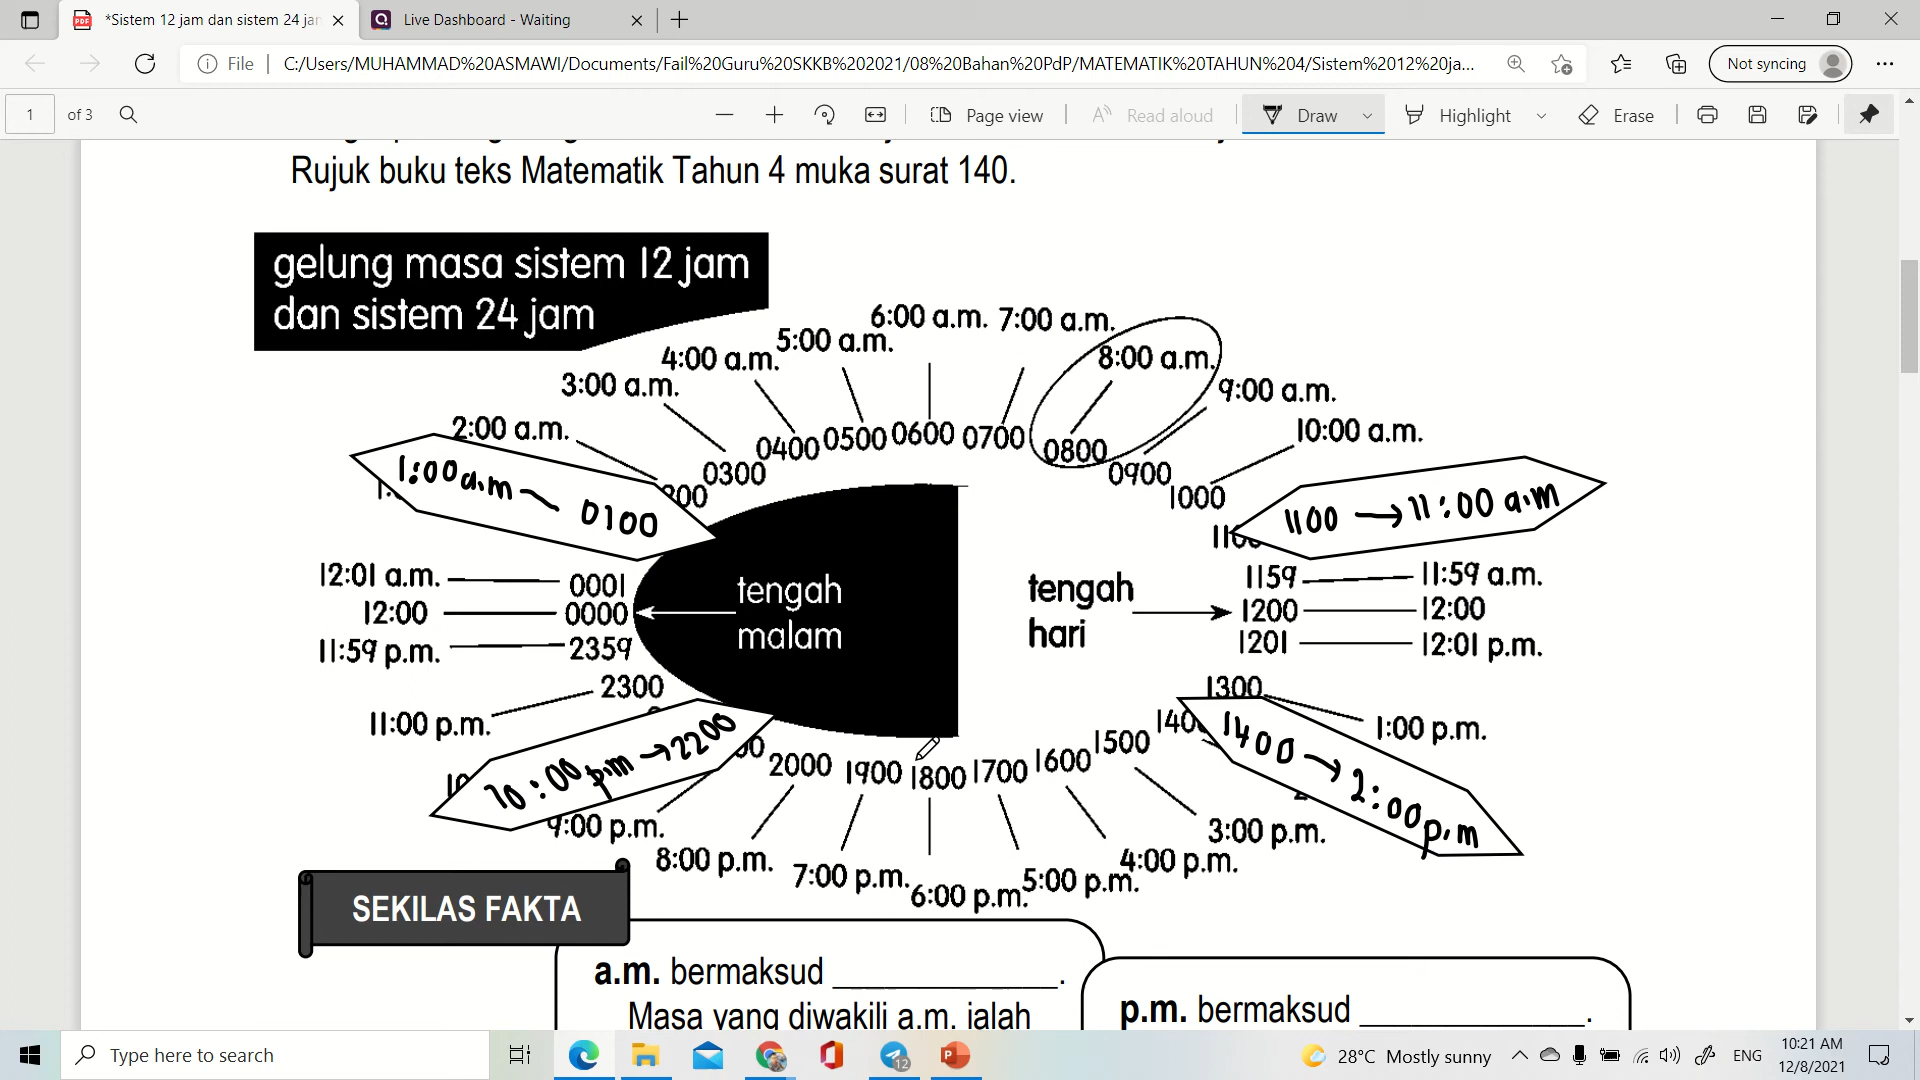 *Sistem 12 jam dan sistem 24 jar
Live Dashboard - Waiting
File
C:/Users/MUHAMMAD%20ASMAWI/Documents/Fail%20Guru%20SKKB%202021/08%20Bahan%20PdP/MATEMATIK%20TAHUN%204/Sistem%2012%20ja...
Not syncing
1 of 3
Page view
Read aloud
Draw
Highlight
Erase
Rujuk buku teks Matematik Tahun 4 muka surat 140.
gelung masa sistem 12 jam
dan sistem 24 jam
6:00 a.m. 7:00 a.m.
5:00 a.m.
4:00 a.m. 8:00 a.m.
3:00 a.m. 9:00 a.m.
2:00 a.m. 10:00 a.m.
0300 0400 0500 0600 0700 0800 0900 1000
1:00 a.m 0100
1100 → 11:00 a.m
12:01 a.m. 0001
12:00 0000
11:59 p.m. 2359
tengah
malam
tengah
hari
1159 11:59 a.m.
1200 12:00
1201 12:01 p.m.
2300 1300
11:00 p.m. 1:00 p.m.
10:00 p.m → 2200
1400 → 2:00 p.m
2000 1900 1800 1700 1600 1500
9:00 p.m. 3:00 p.m.
8:00 p.m. 7:00 p.m. 6:00 p.m. 5:00 p.m. 4:00 p.m.
SEKILAS FAKTA
a.m. bermaksud ____________.
Masa yang diwakili a.m. ialah
p.m. bermaksud ____________.
Type here to search
12
28°C Mostly sunny
ENG
10:21 AM
12/8/2021